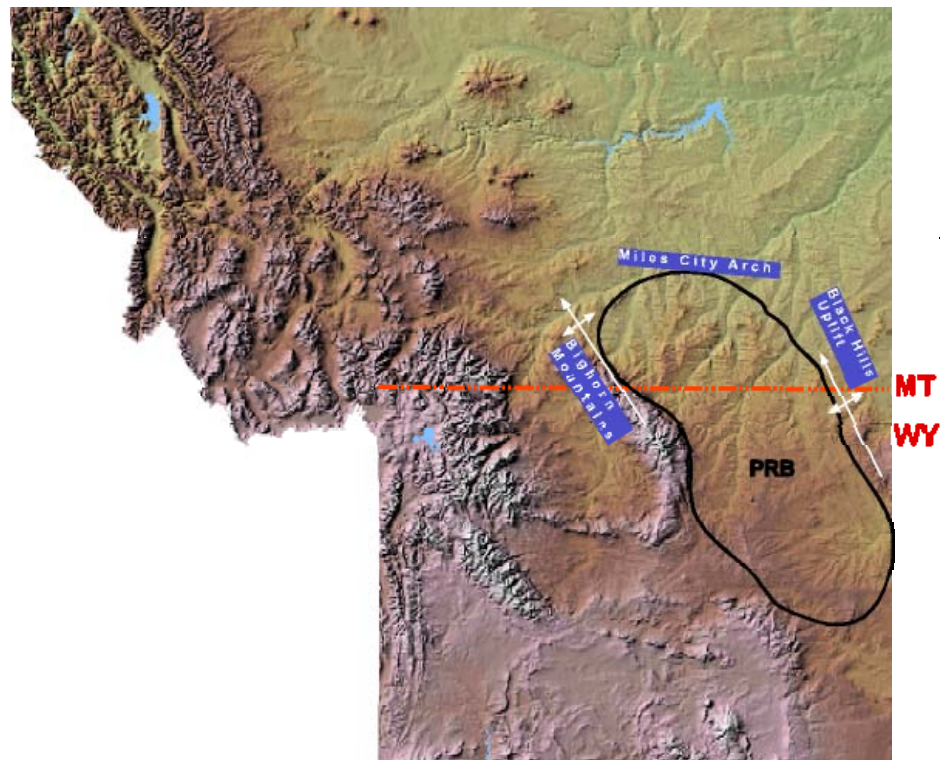 Miles City Arch
Black Hills
Uplift
Bighorn
Mountains
MT
WY
PRB